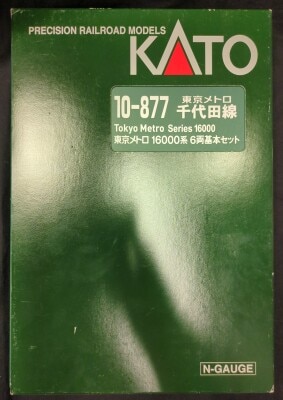 PRECISION RAILROAD MODELS
KATO
10-877 東京メトロ 千代田線
Tokyo Metro Series 16000
東京メトロ 16000系 6両基本セット
N-GAUGE